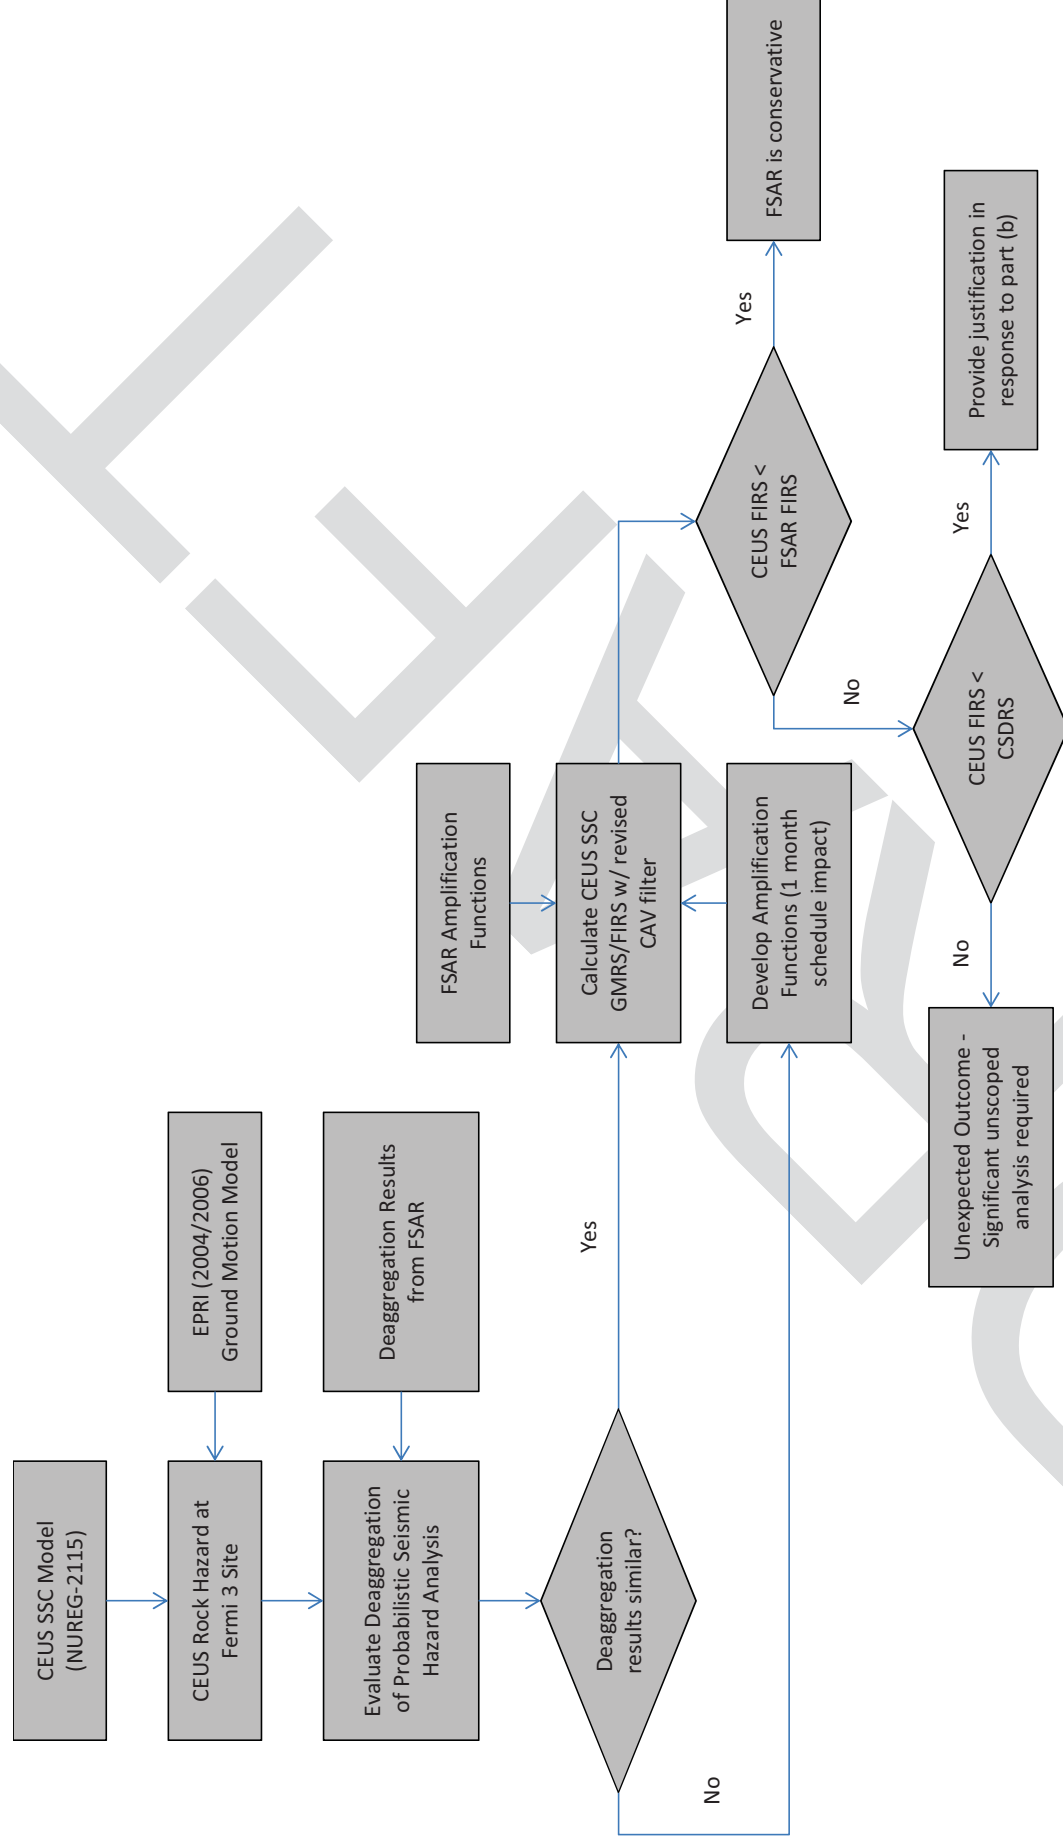 CEUS SSC Model
(NUREG-2115)
CEUS Rock Hazard at
Fermi 3 Site
EPRI (2004/2006)
Ground Motion Model
Evaluate Deaggregation
of Probabilistic Seismic
Hazard Analysis
Deaggregation Results
from FSAR
Deaggregation
results similar?
Yes
No
FSAR Amplification
Functions
Calculate CEUS SSC
GMRS/FIRS w/ revised
CAV filter
Develop Amplification
Functions (1 month
schedule impact)
CEUS FIRS <
FSAR FIRS
Yes
FSAR is conservative
No
CEUS FIRS <
CSDRS
Yes
Provide justification in
response to part (b)
No
Unexpected Outcome -
Significant unscoped
analysis required
DRAFT